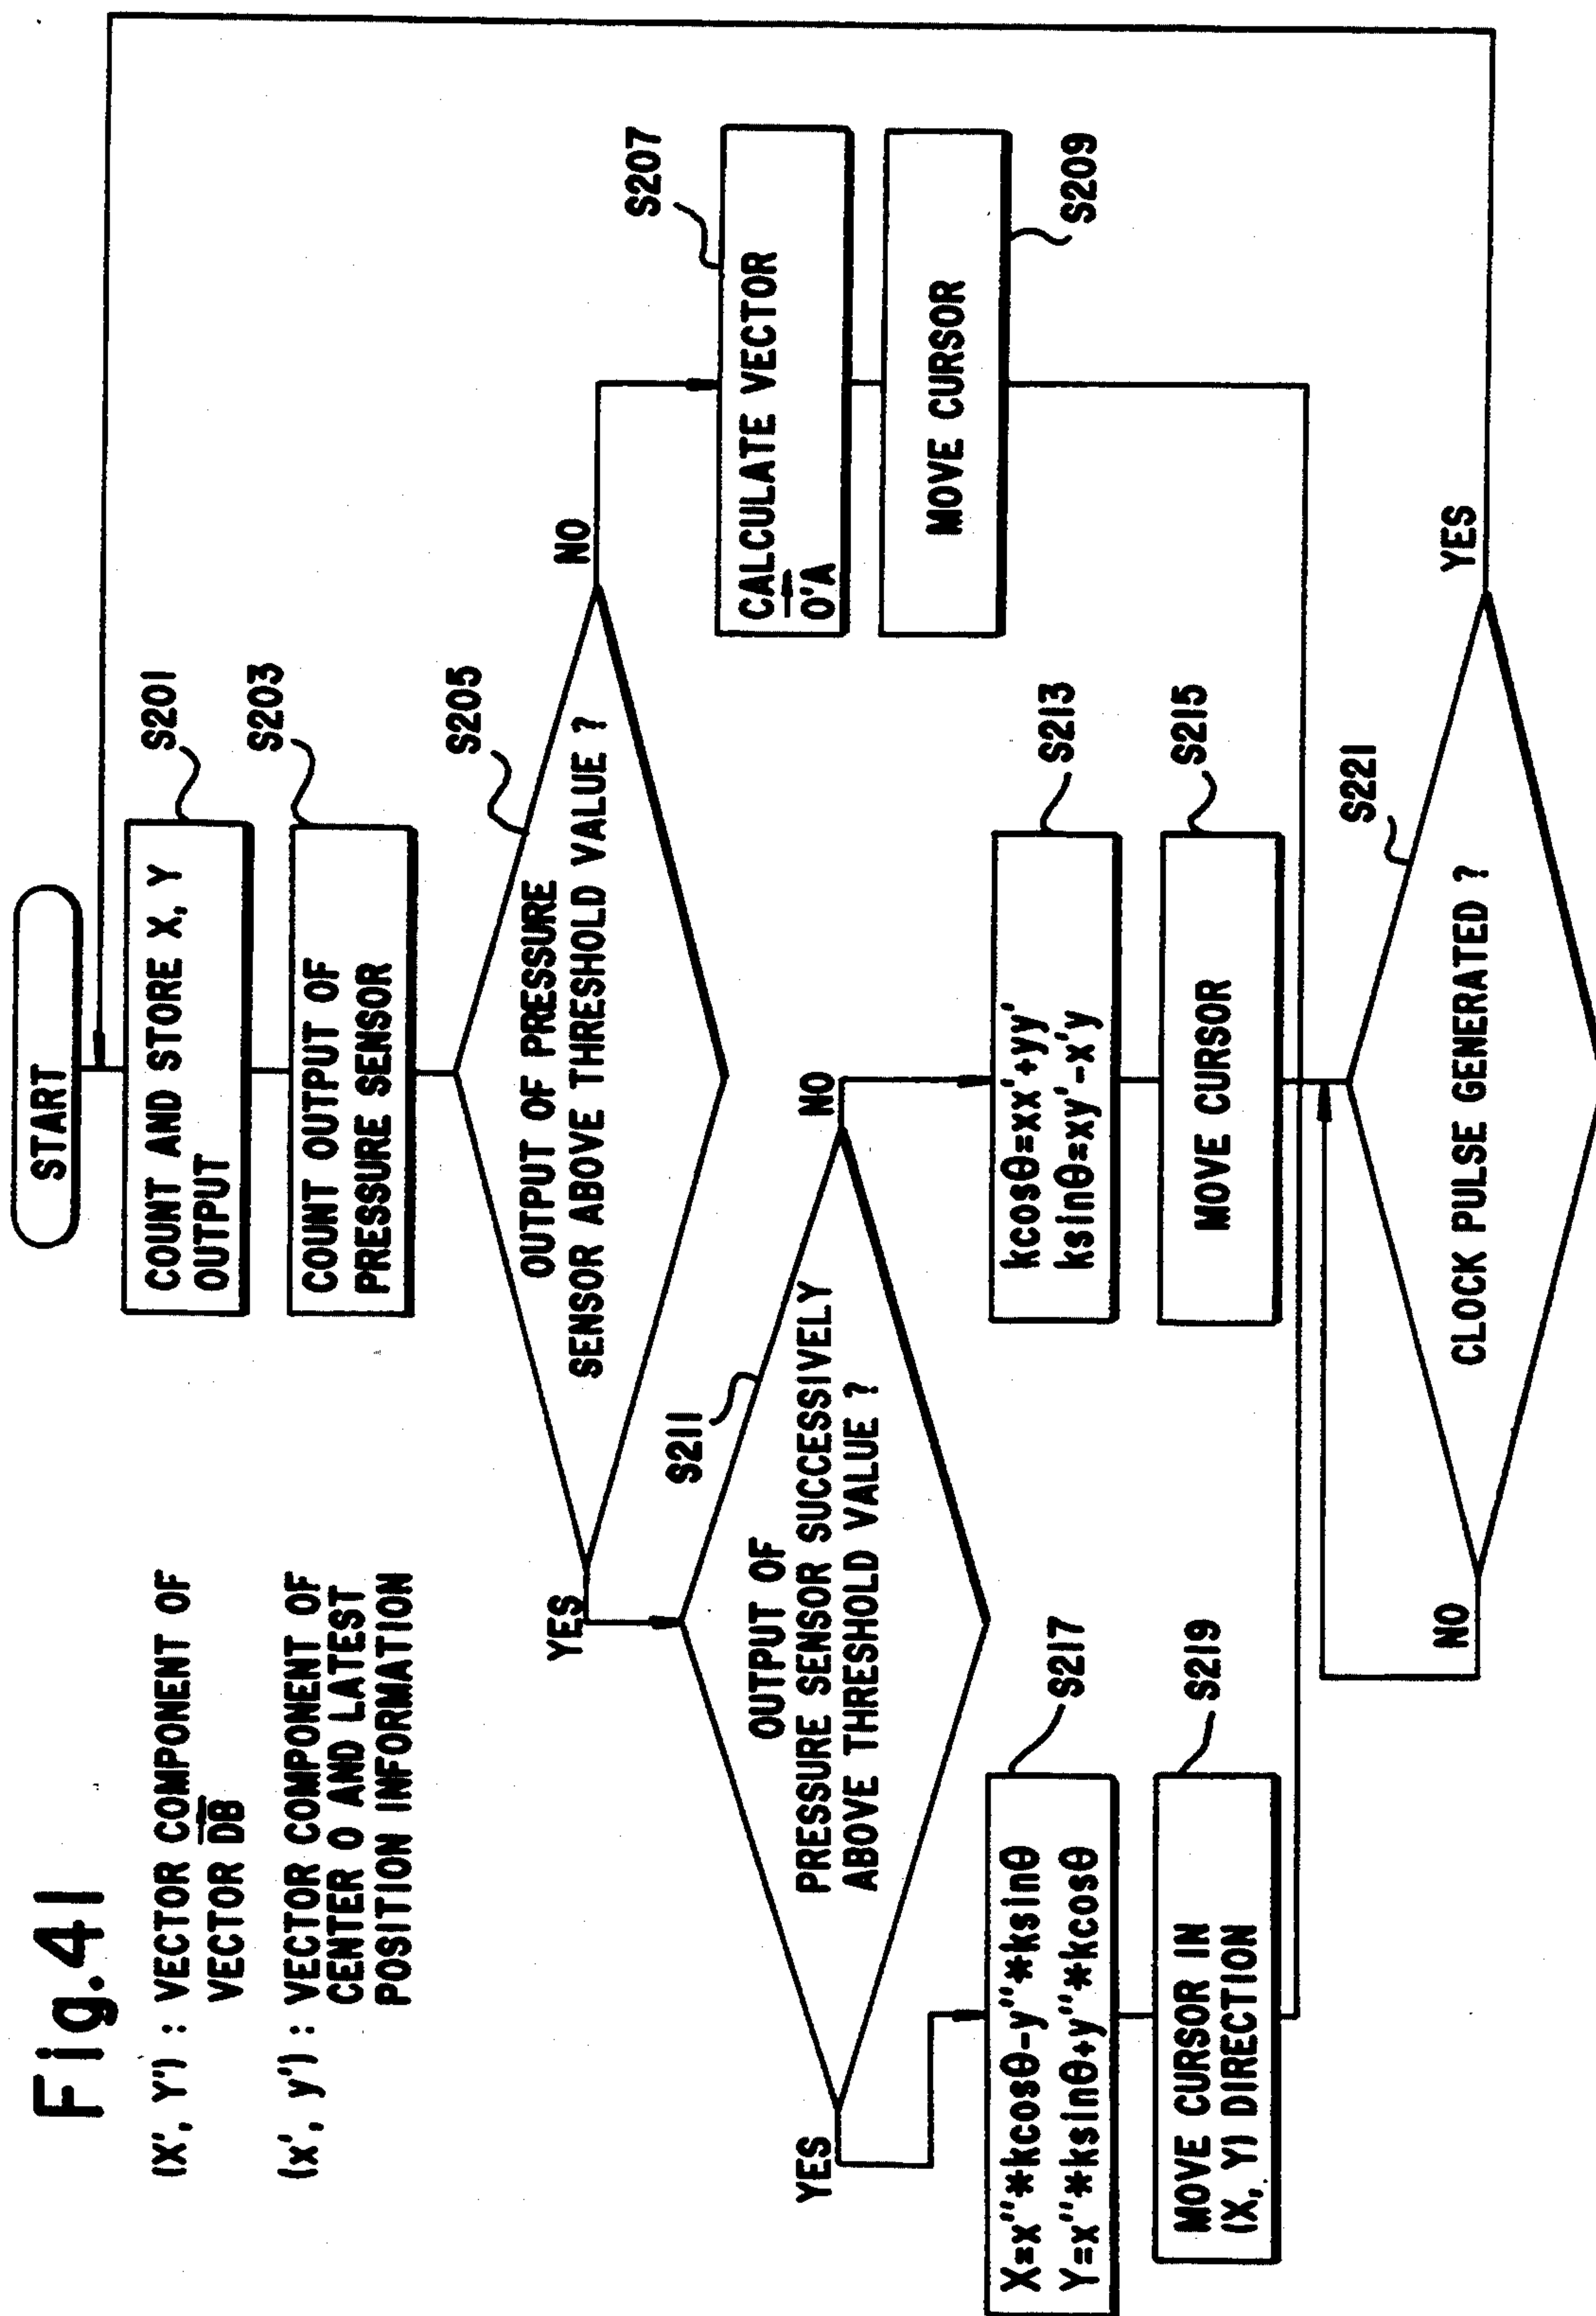 Fig.41
(X', Y') : VECTOR COMPONENT OF
VECTOR DB
(x', y') : VECTOR COMPONENT OF
CENTER O AND LATEST
POSITION INFORMATION
START
COUNT AND STORE X, Y
OUTPUT
S201
COUNT OUTPUT OF
PRESSURE SENSOR
S203
OUTPUT OF PRESSURE
SENSOR ABOVE THRESHOLD VALUE ?
S205
YES
NO
CALCULATE VECTOR
O'A
S207
MOVE CURSOR
S209
OUTPUT OF
PRESSURE SENSOR SUCCESSIVELY
ABOVE THRESHOLD VALUE ?
S211
YES
NO
kcosθ=xx'+yy'
ksinθ=xy'-x'y
S213
MOVE CURSOR
S215
X=x''*kcosθ-y''*ksinθ
Y=x''*ksinθ+y''*kcosθ
S217
MOVE CURSOR IN
(X, Y) DIRECTION
S219
CLOCK PULSE GENERATED ?
S221
NO
YES